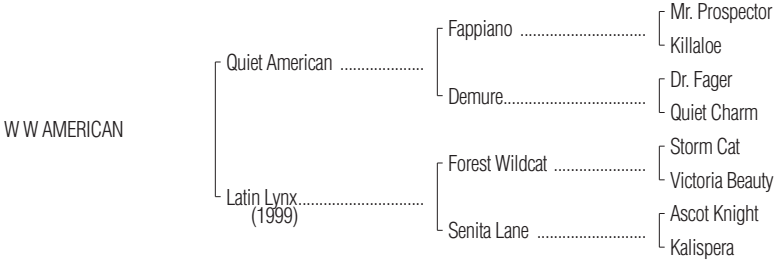 Mr. Prospector
Fappiano ..............................
Killaloe
Quiet American ....................
Dr. Fager
Demure..................................
Quiet Charm
W W AMERICAN
Storm Cat
Forest Wildcat ......................
Victoria Beauty
Latin Lynx..............................
(1999)
Ascot Knight
Senita Lane ..........................
Kalispera